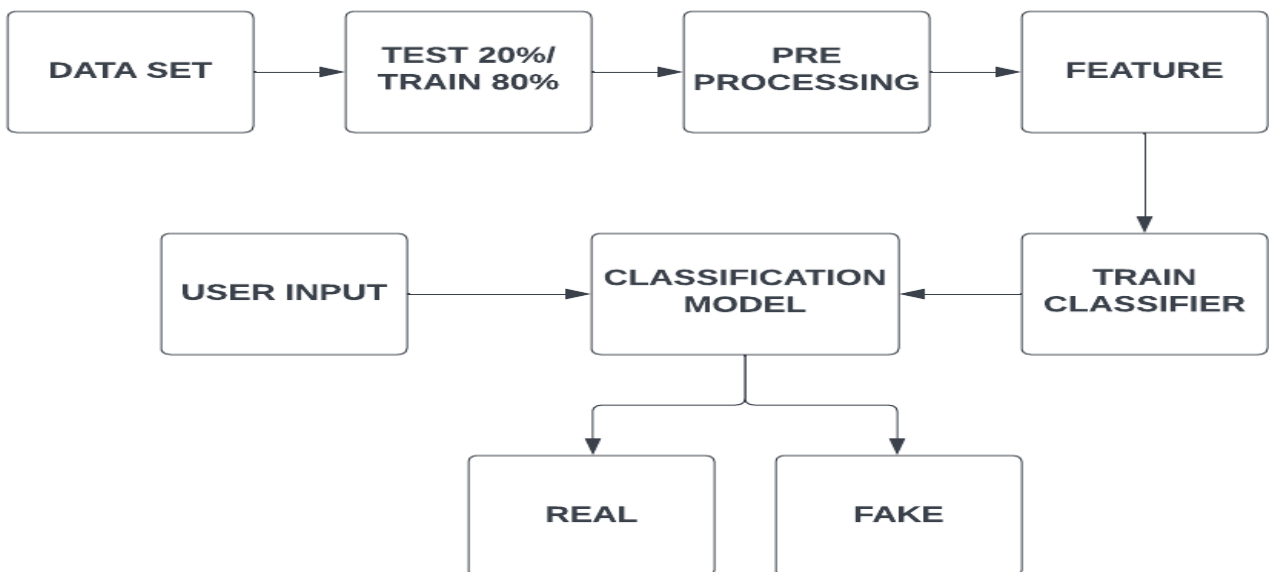 DATA SET
TEST 20%/
TRAIN 80%
PRE
PROCESSING
FEATURE
USER INPUT
CLASSIFICATION
MODEL
TRAIN
CLASSIFIER
REAL
FAKE